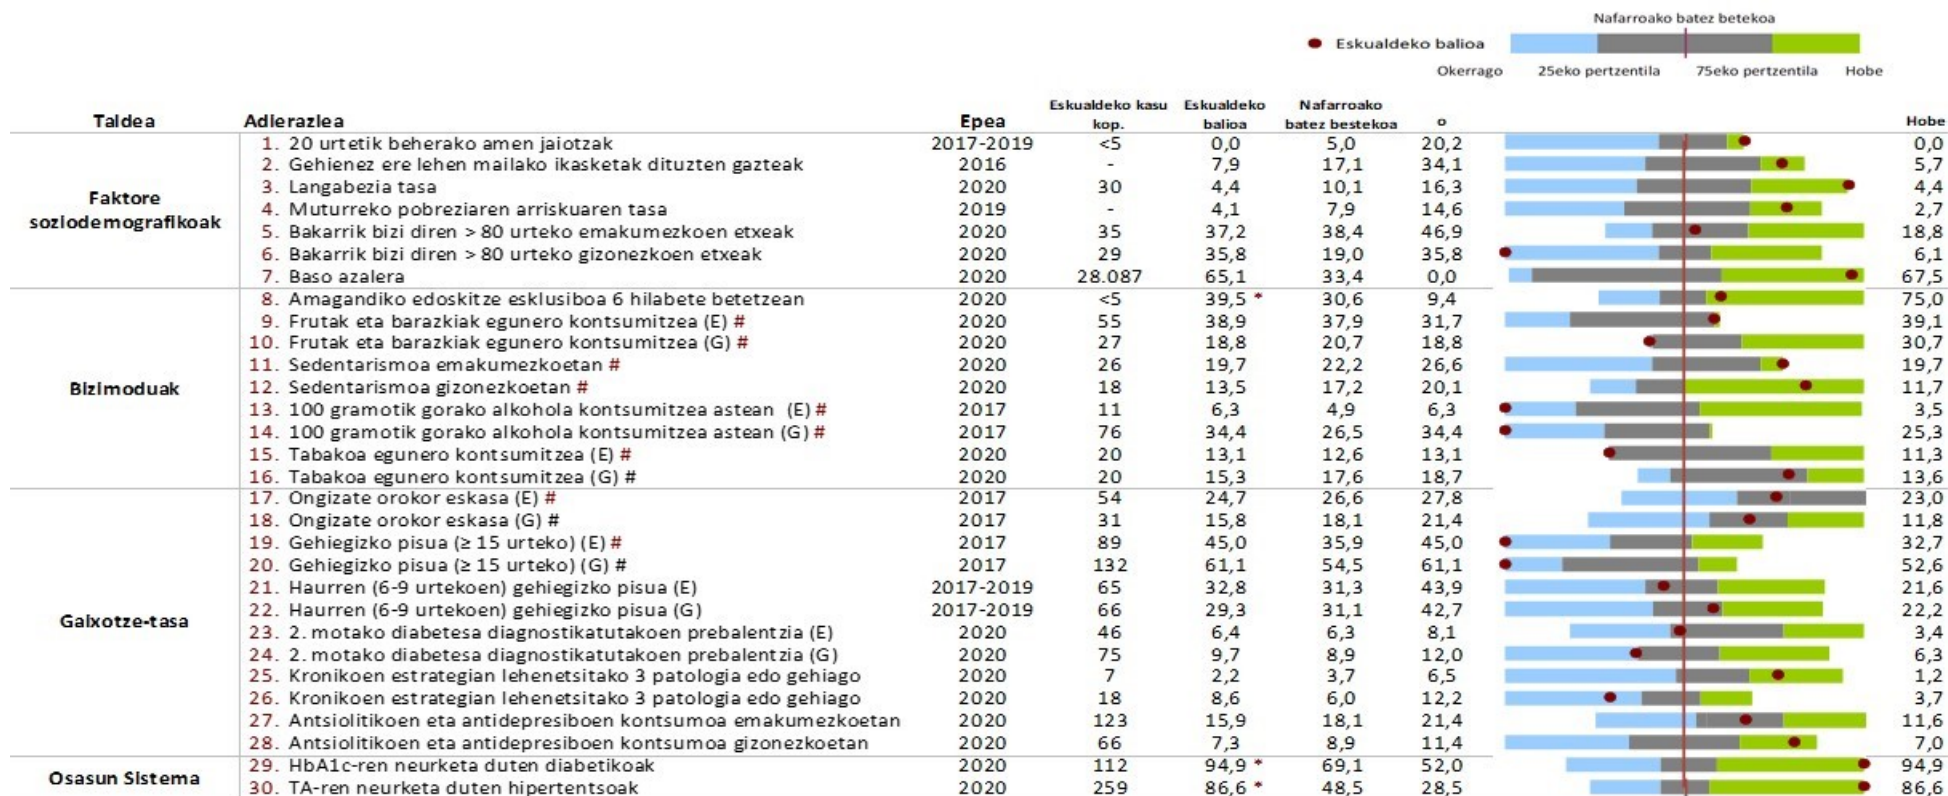 Nafarroako batez betekoa
Eskualdeko balioa
Okerrago 25eko pertzentila 75eko pertzentila Hobe
Taldea Adierazlea Epea Eskualdeko kasu kop. Eskualdeko balioa Nafarroako batez bestekoa o Hobe
Faktore soziodemografikoak
1. 20 urtetik beherako amen jaiotzak 2017-2019 <5 0,0 5,0 20,2 0,0
2. Gehienez ere lehen mailako ikasketak dituzten gazteak 2016 - 7,9 17,1 34,1 5,7
3. Langabezia tasa 2020 30 4,4 10,1 16,3 4,4
4. Muturreko pobreziaren arriskuaren tasa 2019 - 4,1 7,9 14,6 2,7
5. Bakarrik bizi diren > 80 urteko emakumezkoen etxeak 2020 35 37,2 38,4 46,9 18,8
6. Bakarrik bizi diren > 80 urteko gizonezkoen etxeak 2020 29 35,8 19,0 35,8 6,1
7. Baso azalera 2020 28.087 65,1 33,4 0,0 67,5
Bizimoduak
8. Amagandiko edoskitze esklusiboa 6 hilabete betetzean 2020 <5 39,5 * 30,6 9,4 75,0
9. Frutak eta barazkiak egunero kontsumitzea (E) # 2020 55 38,9 37,9 31,7 39,1
10. Frutak eta barazkiak egunero kontsumitzea (G) # 2020 27 18,8 20,7 18,8 30,7
11. Sedentarismoa emakumezkoetan # 2020 26 19,7 22,2 26,6 19,7
12. Sedentarismoa gizonezkoetan # 2020 18 13,5 17,2 20,1 11,7
13. 100 gramotik gorako alkohola kontsumitzea astean (E) # 2017 11 6,3 4,9 6,3 3,5
14. 100 gramotik gorako alkohola kontsumitzea astean (G) # 2017 76 34,4 26,5 34,4 25,3
15. Tabakoa egunero kontsumitzea (E) # 2020 20 13,1 12,6 13,1 11,3
16. Tabakoa egunero kontsumitzea (G) # 2020 20 15,3 17,6 18,7 13,6
Gaixotze-tasa
17. Ongizate orokor eskasa (E) # 2017 54 24,7 26,6 27,8 23,0
18. Ongizate orokor eskasa (G) # 2017 31 15,8 18,1 21,4 11,8
19. Gehiegizko pisua (≥ 15 urteko) (E) # 2017 89 45,0 35,9 45,0 32,7
20. Gehiegizko pisua (≥ 15 urteko) (G) # 2017 132 61,1 54,5 61,1 52,6
21. Haurren (6-9 urtekoen) gehiegizko pisua (E) 2017-2019 65 32,8 31,3 43,9 21,6
22. Haurren (6-9 urtekoen) gehiegizko pisua (G) 2017-2019 66 29,3 31,1 42,7 22,2
23. 2. motako diabetesa diagnostikatutakoen prebalentzia (E) 2020 46 6,4 6,3 8,1 3,4
24. 2. motako diabetesa diagnostikatutakoen prebalentzia (G) 2020 75 9,7 8,9 12,0 6,3
25. Kronikoen estrategian lehenetsitako 3 patologia edo gehiago 2020 7 2,2 3,7 6,5 1,2
26. Kronikoen estrategian lehenetsitako 3 patologia edo gehiago 2020 18 8,6 6,0 12,2 3,7
27. Antsiolitikoen eta antidepresiboen kontsumoa emakumezkoetan 2020 123 15,9 18,1 21,4 11,6
28. Antsiolitikoen eta antidepresiboen kontsumoa gizonezkoetan 2020 66 7,3 8,9 11,4 7,0
Osasun Sistema
29. HbA1c-ren neurketa duten diabetikoak 2020 112 94,9 * 69,1 52,0 94,9
30. TA-ren neurketa duten hipertentsoak 2020 259 86,6 * 48,5 28,5 86,6